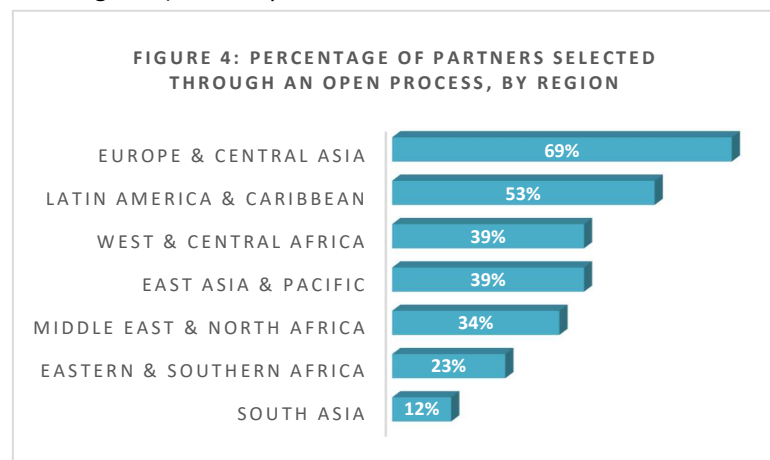 FIGURE 4: PERCENTAGE OF PARTNERS SELECTED
THROUGH AN OPEN PROCESS, BY REGION
EUROPE & CENTRAL ASIA 69%
LATIN AMERICA & CARIBBEAN 53%
WEST & CENTRAL AFRICA 39%
EAST ASIA & PACIFIC 39%
MIDDLE EAST & NORTH AFRICA 34%
EASTERN & SOUTHERN AFRICA 23%
SOUTH ASIA 12%